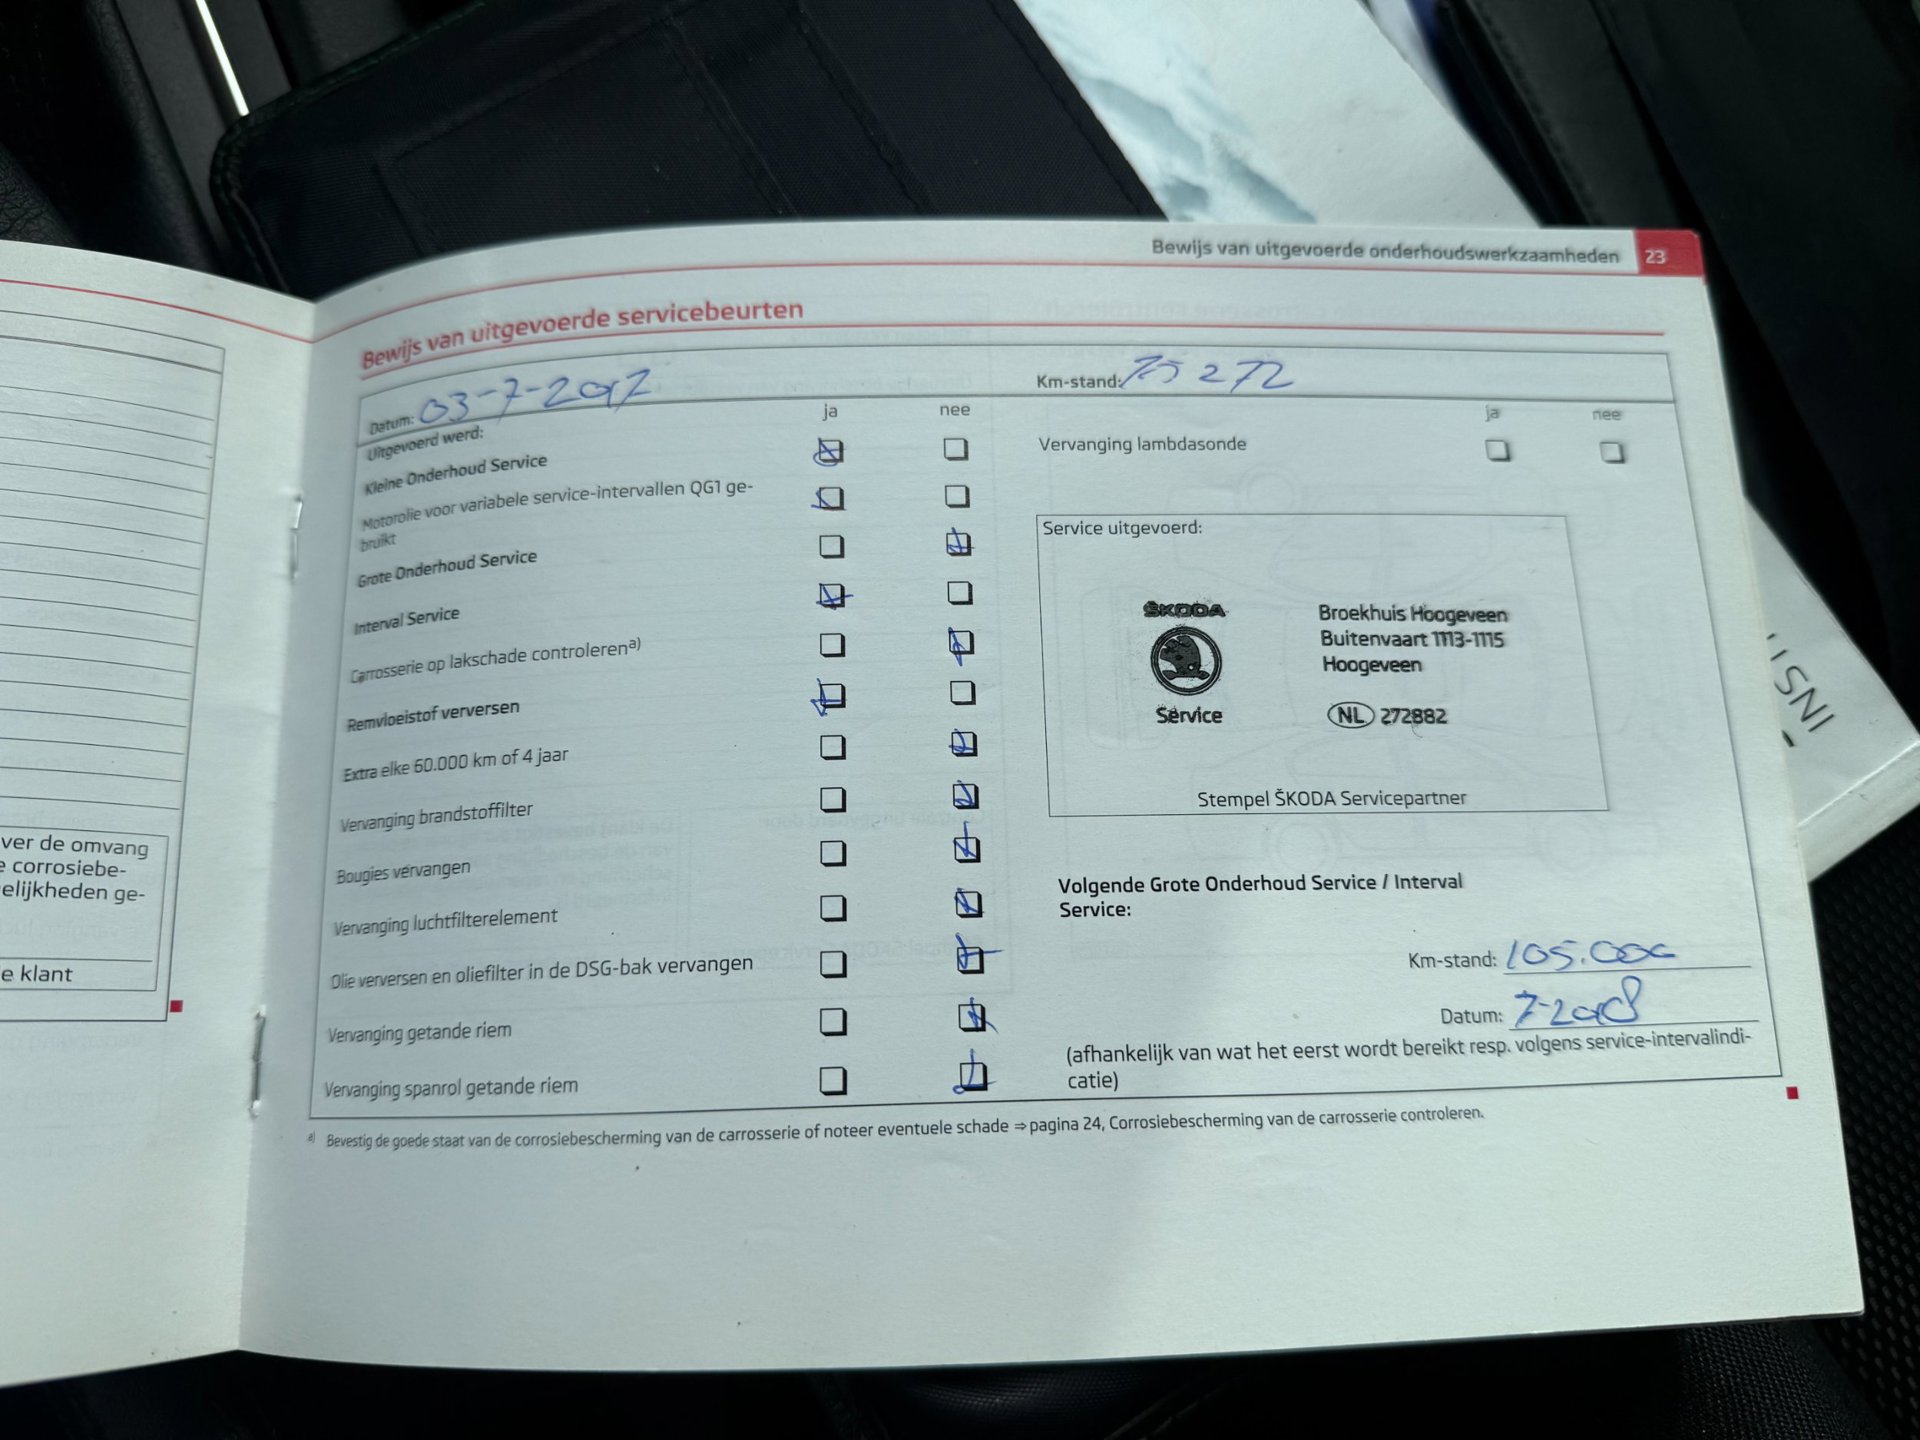 Bewijs van uitgevoerde onderhoudswerkzaamheden 23
Bewijs van uitgevoerde servicebeurten
Datum: 03-7-2017
Km-stand: 75 272
Uitgevoerd werd:
ja nee
Kleine Onderhoud Service
Motorolie voor variabele service-intervallen QG1 ge-
bruikt
Grote Onderhoud Service
Interval Service
Carrosserie op lakschade controleren a)
Remvloeistof verversen
Extra elke 60.000 km of 4 jaar
Vervanging brandstoffilter
Bougies vervangen
Vervanging luchtfilterelement
Olie verversen en oliefilter in de DSG-bak vervangen
Vervanging getande riem
Vervanging spanrol getande riem
ja nee
Vervanging lambdasonde
Service uitgevoerd:
ŠKODA
Service
Broekhuis Hoogeveen
Buitenvaart 1113-1115
Hoogeveen
NL 272882
Stempel ŠKODA Servicepartner
Volgende Grote Onderhoud Service / Interval
Service:
Km-stand: 105.000
Datum: 7-2018
(afhankelijk van wat het eerst wordt bereikt resp. volgens service-intervalindi-
catie)
a) Bevestig de goede staat van de corrosiebescherming van de carrosserie of noteer eventuele schade ⇒ pagina 24, Corrosiebescherming van de carrosserie controleren.
ver de omvang
e corrosiebe-
elijkheden ge-
e klant
INST